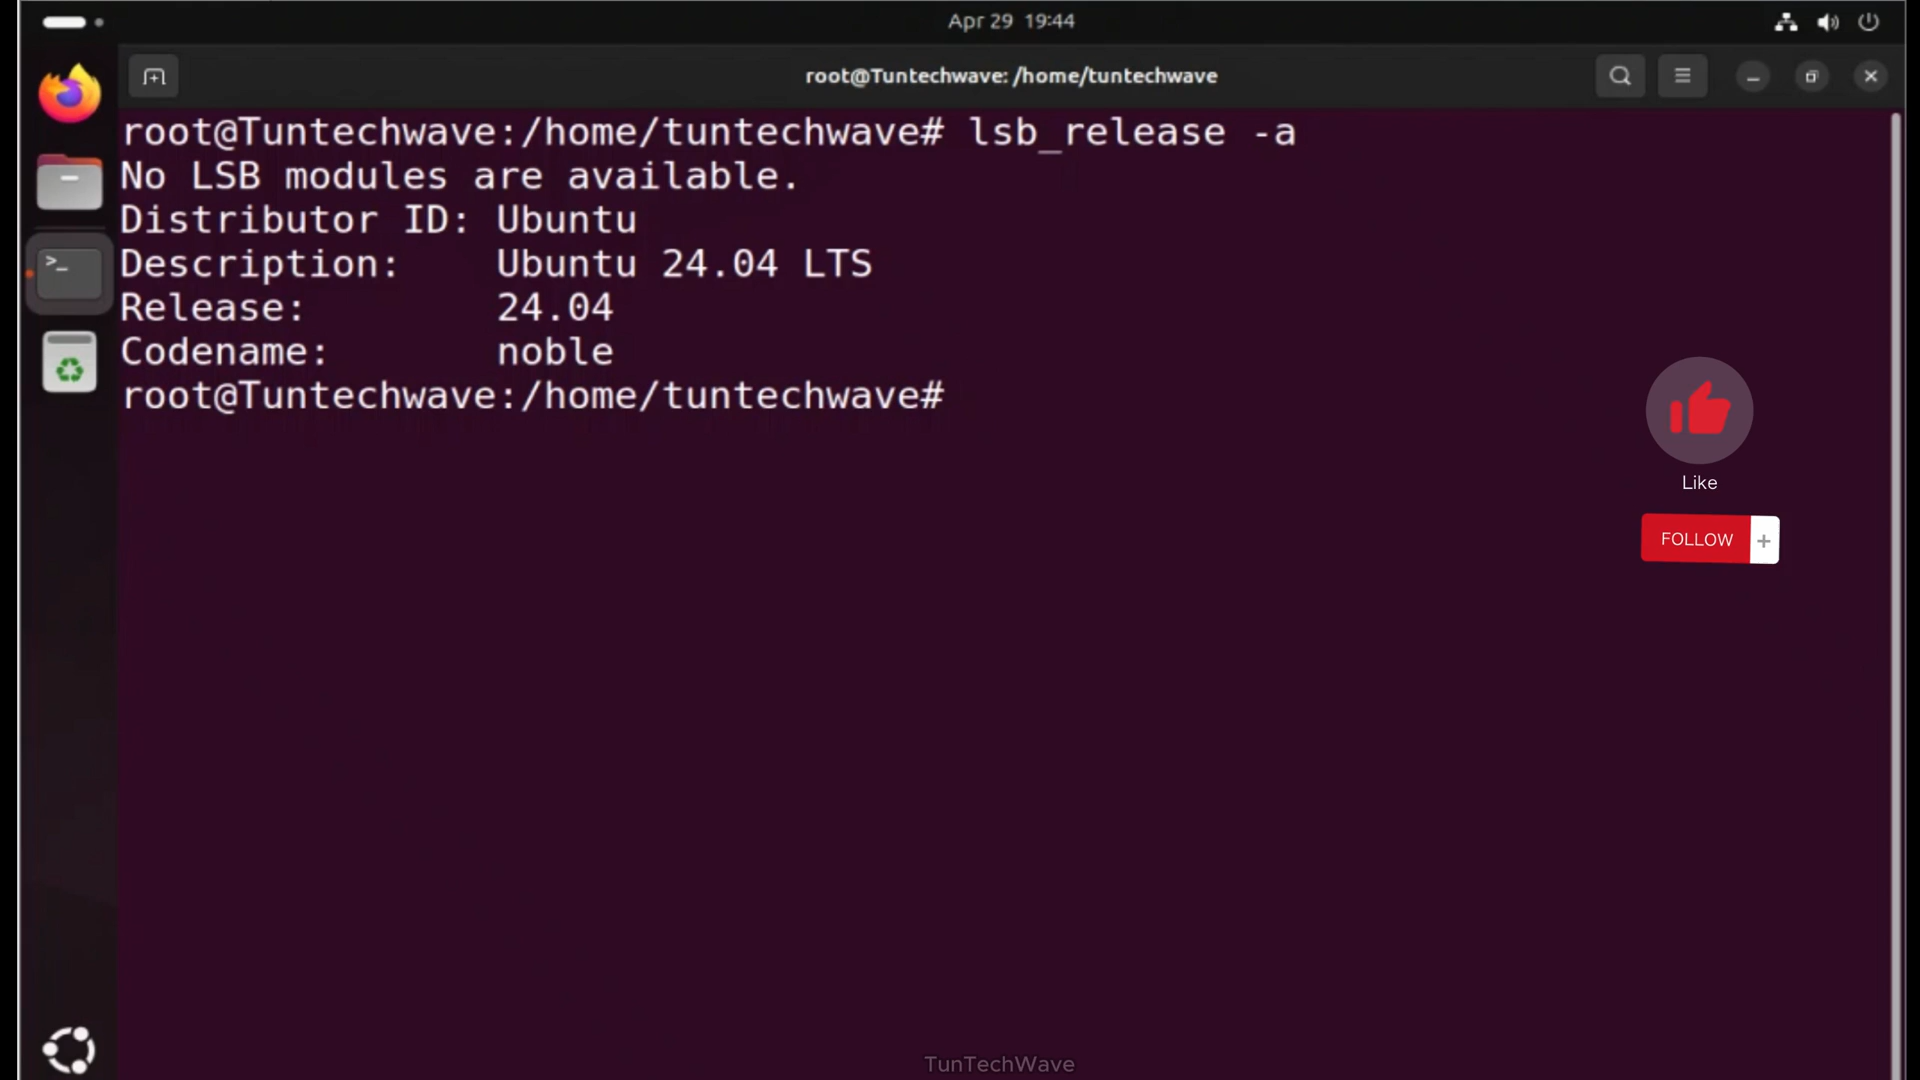 Apr 29 19:44
root@Tuntechwave: /home/tuntechwave
root@Tuntechwave:/home/tuntechwave# lsb_release -a
No LSB modules are available.
Distributor ID: Ubuntu
Description: Ubuntu 24.04 LTS
Release: 24.04
Codename: noble
root@Tuntechwave:/home/tuntechwave#
Like
FOLLOW +
TunTechWave